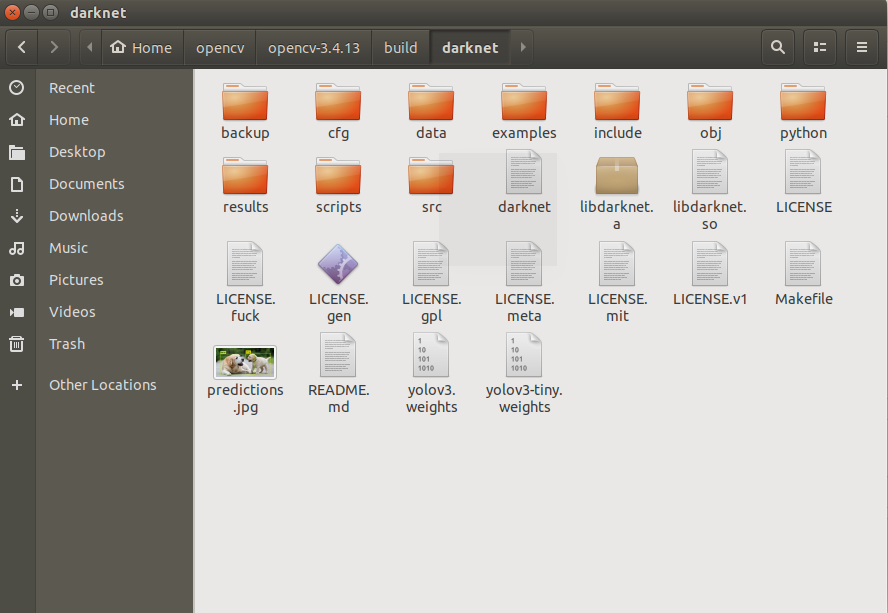 darknet
Home opencv opencv-3.4.13 build darknet
Recent
Home
Desktop
Documents
Downloads
Music
Pictures
Videos
Trash
Other Locations
backup cfg data examples include obj python
results scripts src darknet libdarknet. libdarknet. LICENSE
a so
LICENSE. LICENSE. LICENSE. LICENSE. LICENSE. LICENSE.v1 Makefile
fuck gen gpl meta mit
1 1
10 10
101 101
1010 1010
predictions README. yolov3. yolov3-tiny.
.jpg md weights weights